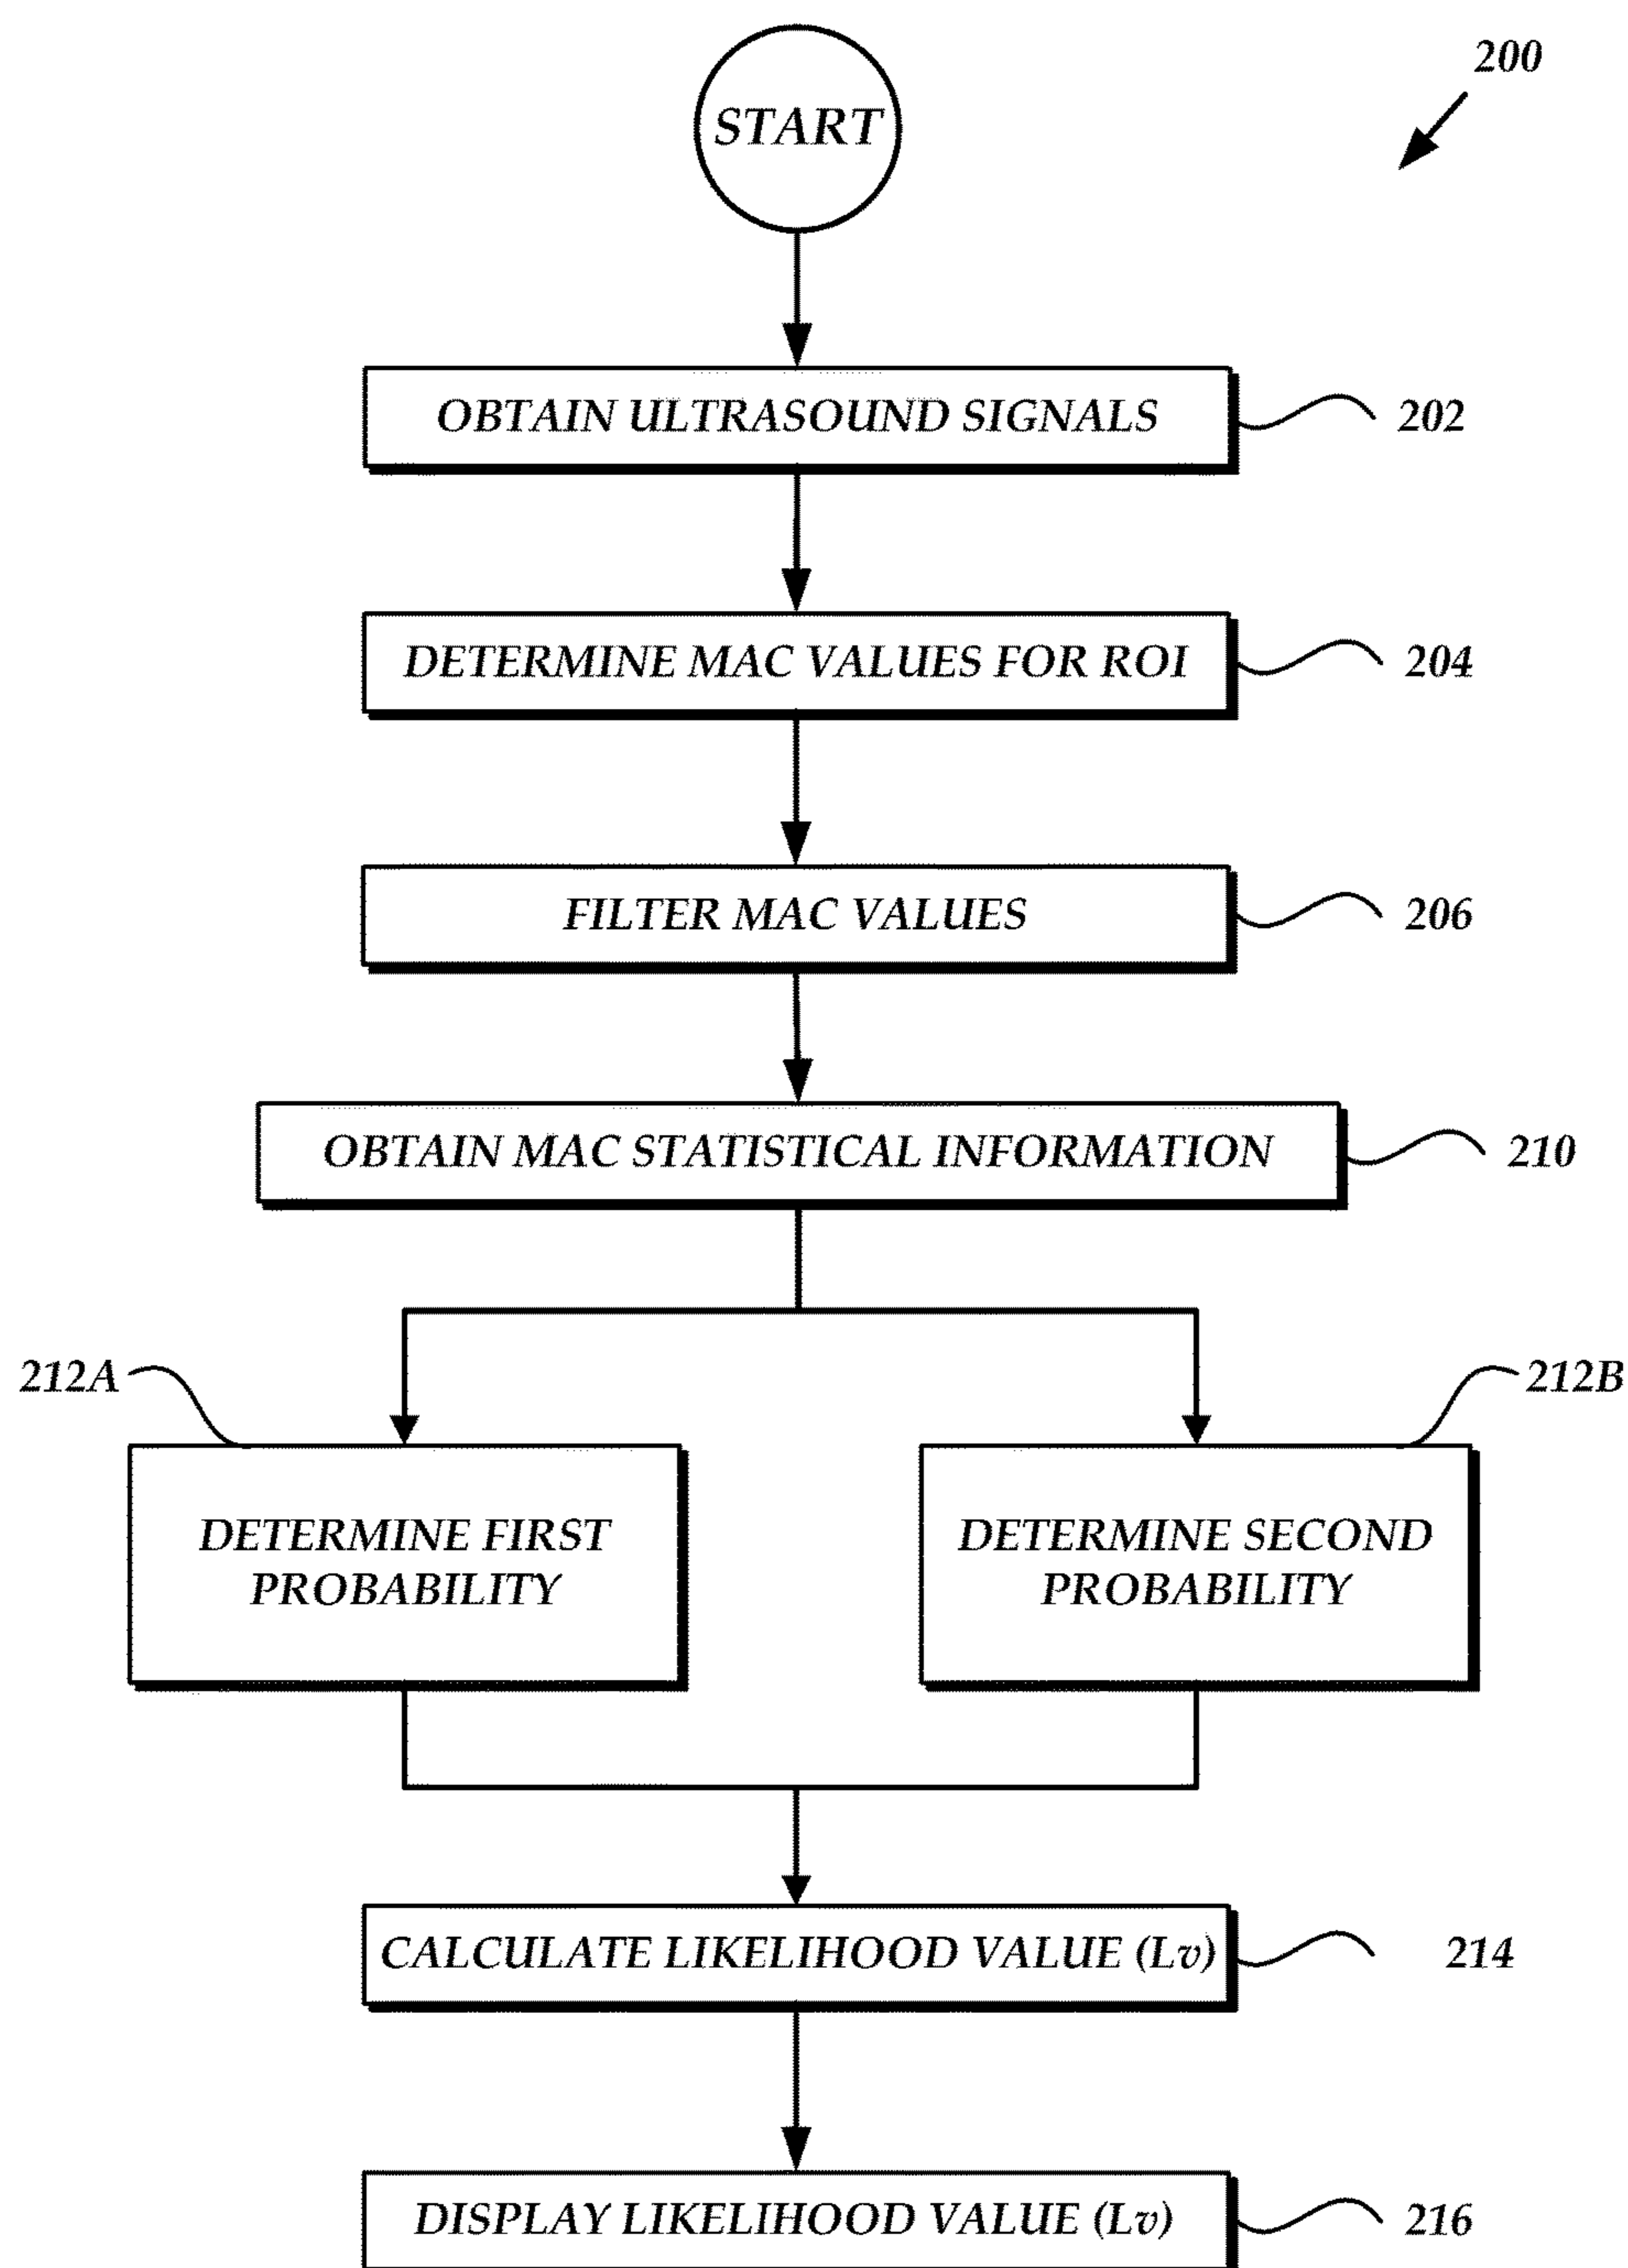 200
START
OBTAIN ULTRASOUND SIGNALS
202
DETERMINE MAC VALUES FOR ROI
204
FILTER MAC VALUES
206
OBTAIN MAC STATISTICAL INFORMATION
210
212A
212B
DETERMINE FIRST
PROBABILITY
DETERMINE SECOND
PROBABILITY
CALCULATE LIKELIHOOD VALUE (Lv)
214
DISPLAY LIKELIHOOD VALUE (Lv)
216